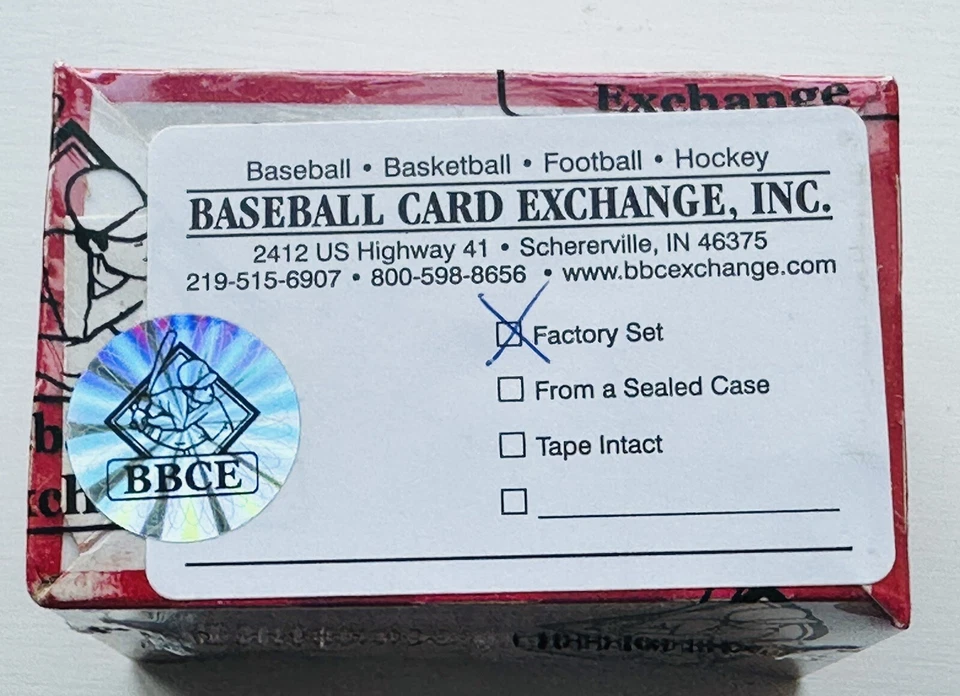 Exchange
Baseball • Basketball • Football • Hockey
BASEBALL CARD EXCHANGE, INC.
2412 US Highway 41 • Schererville, IN 46375
219-515-6907 • 800-598-8656 • www.bbcexchange.com
Factory Set
From a Sealed Case
Tape Intact
BBCE